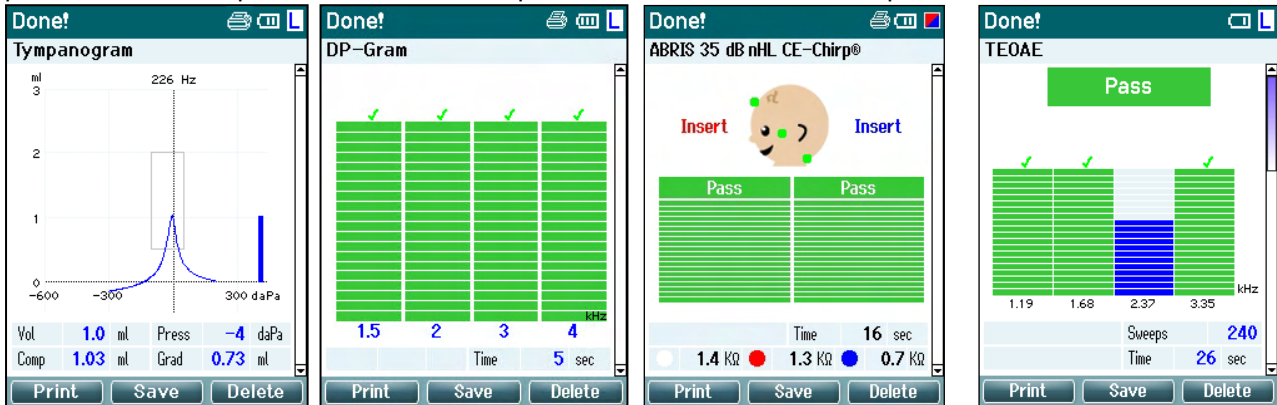 Done! L
Tympanogram
ml 226 Hz
3
2
1
0
-600 -300 300 daPa
Vol 1.0 ml Press -4 daPa
Comp 1.03 ml Grad 0.73 ml
Print Save Delete
Done! L
DP-Gram
kHz
1.5 2 3 4
Time 5 sec
Print Save Delete
Done!
ABRIS 35 dB nHL CE-Chirp®
Insert Insert
Pass Pass
Time 16 sec
1.4 KΩ 1.3 KΩ 0.7 KΩ
Print Save Delete
Done! L
TEOAE
Pass
kHz
1.19 1.68 2.37 3.35
Sweeps 240
Time 26 sec
Print Save Delete